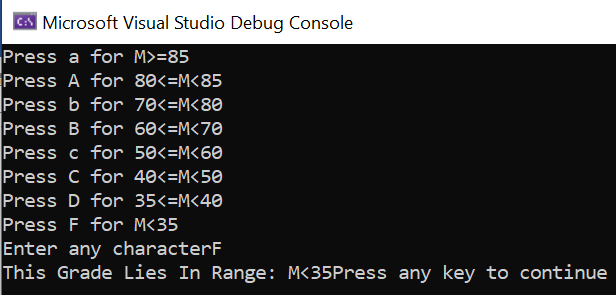 Microsoft Visual Studio Debug Console
Press a for M>=85
Press A for 80<=M<85
Press b for 70<=M<80
Press B for 60<=M<70
Press c for 50<=M<60
Press C for 40<=M<50
Press D for 35<=M<40
Press F for M<35
Enter any characterF
This Grade Lies In Range: M<35Press any key to continue